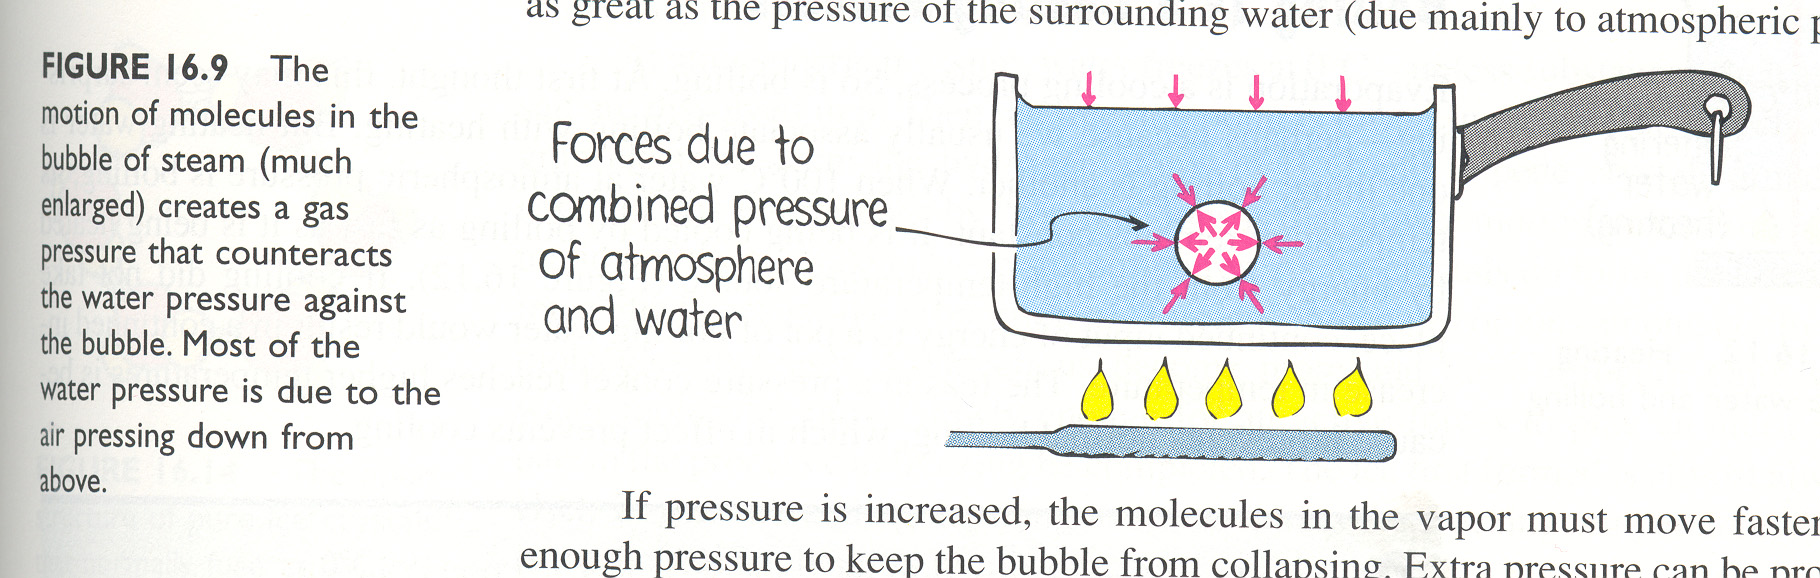 as great as the pressure of the surrounding water (due mainly to atmospheric
FIGURE 16.9 The
motion of molecules in the
bubble of steam (much
enlarged) creates a gas
pressure that counteracts
the water pressure against
the bubble. Most of the
water pressure is due to the
air pressing down from
above.
Forces due to
combined pressure
of atmosphere
and water
If pressure is increased, the molecules in the vapor must move faster
enough pressure to keep the bubble from collapsing. Extra pressure can be